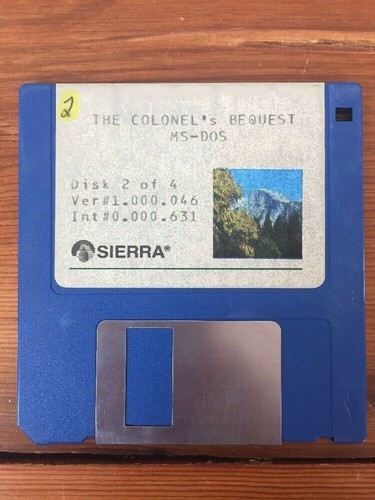 2
THE COLONEL's BEQUEST
MS-DOS
Disk 2 of 4
Ver#1.000.046
Int#0.000.631
SIERRA®